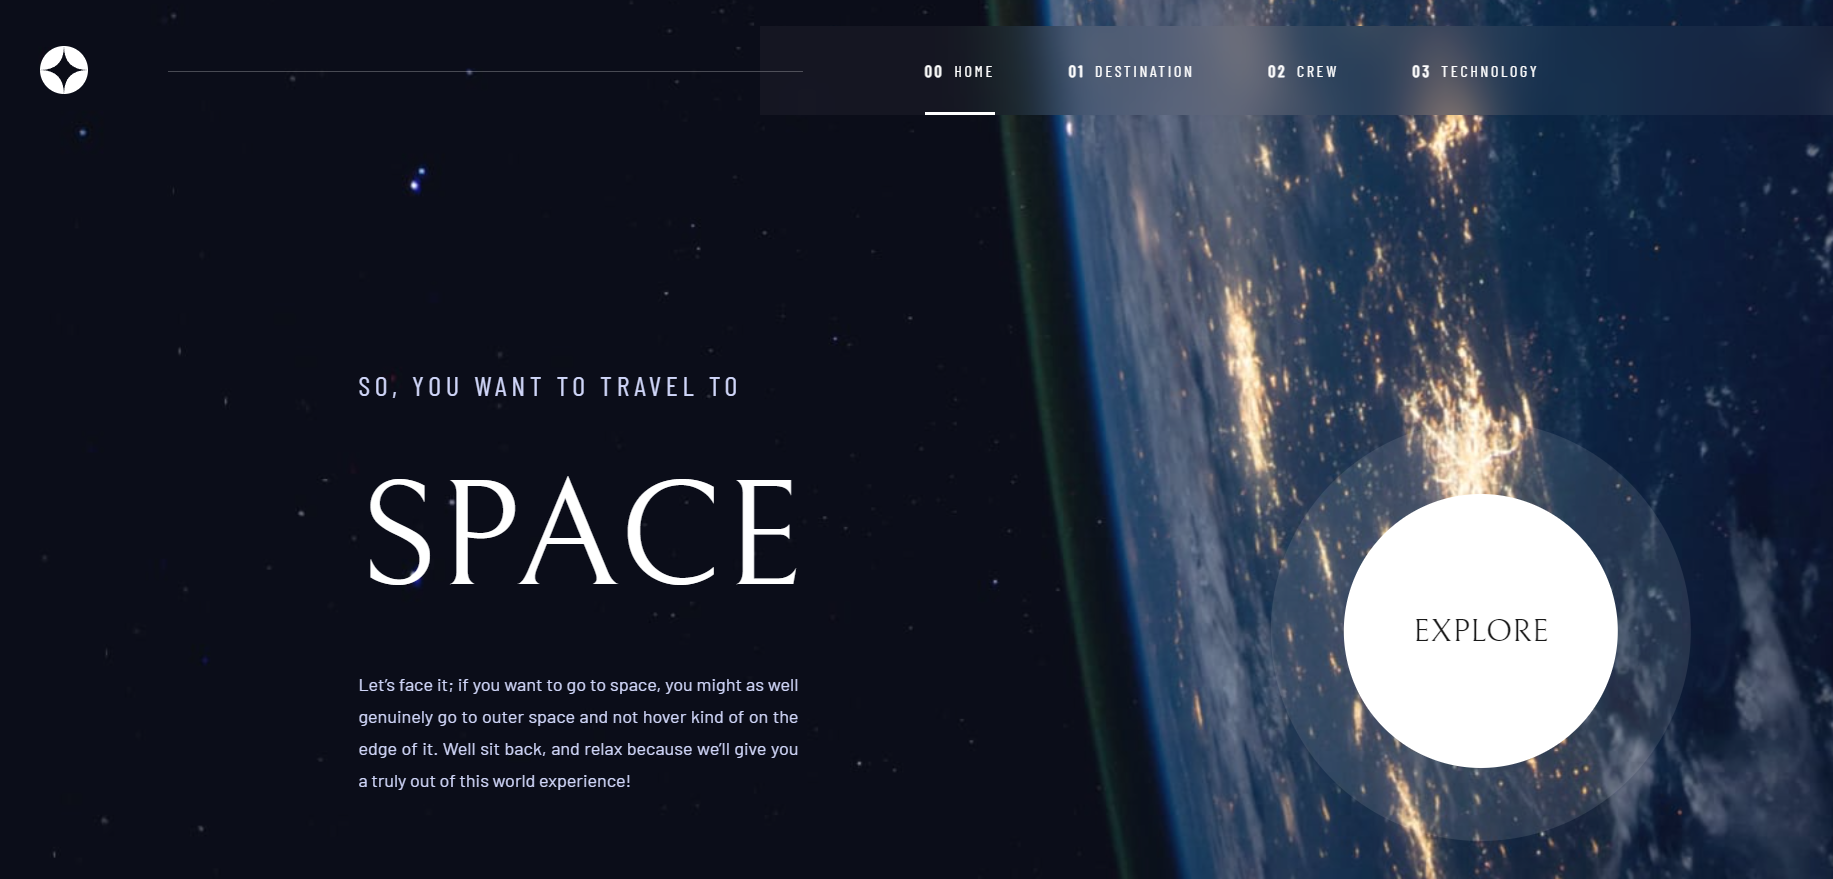 00 HOME
01 DESTINATION
02 CREW
03 TECHNOLOGY
SO, YOU WANT TO TRAVEL TO
SPACE
Let’s face it; if you want to go to space, you might as well
genuinely go to outer space and not hover kind of on the
edge of it. Well sit back, and relax because we’ll give you
a truly out of this world experience!
EXPLORE